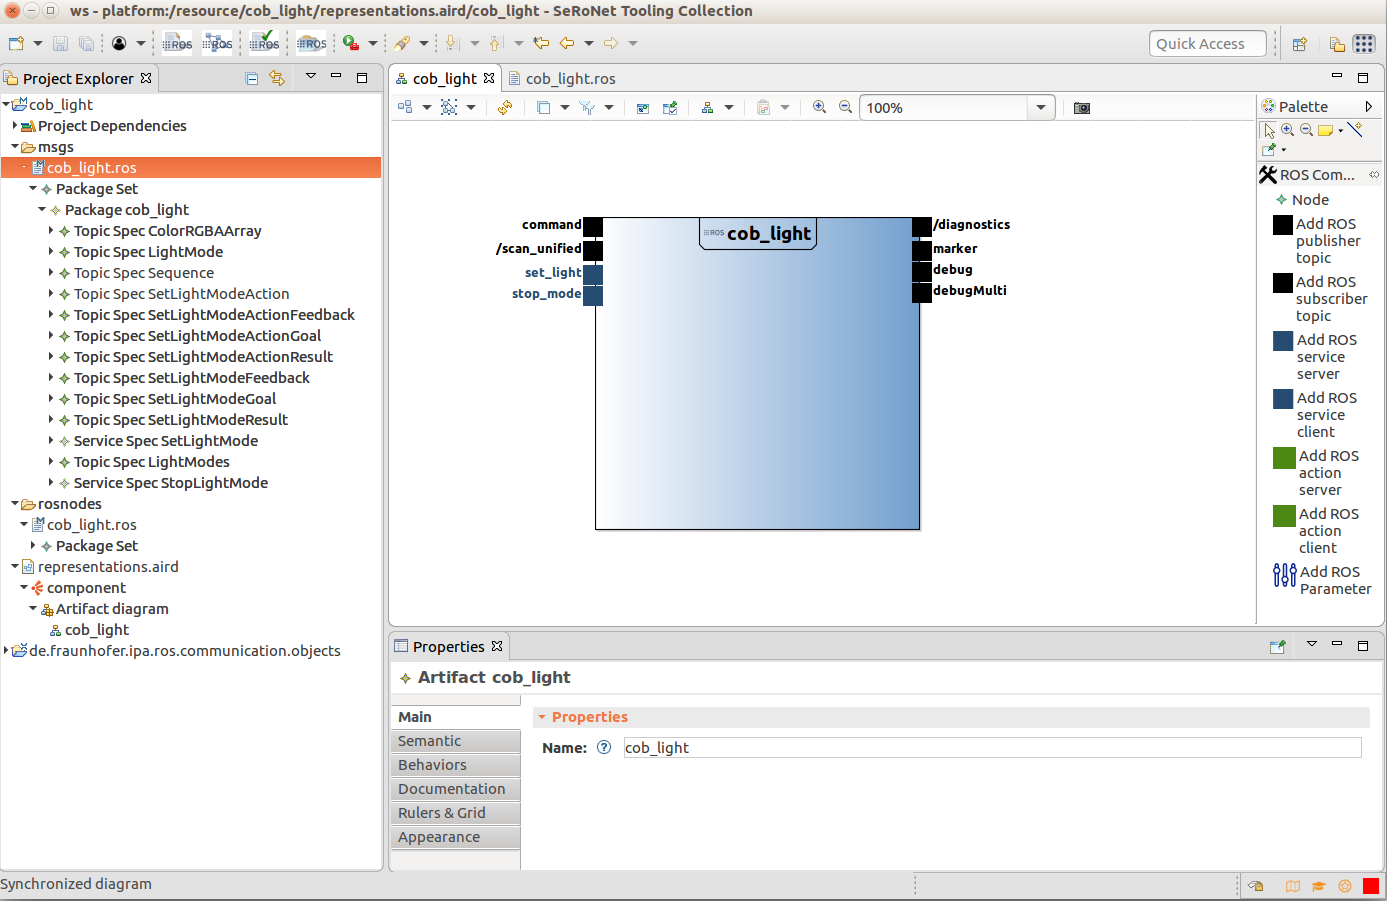 ws - platform:/resource/cob_light/representations.aird/cob_light - SeRoNet Tooling Collection
ROS ROS ROS ROS
Quick Access
Project Explorer
cob_light
Project Dependencies
msgs
cob_light.ros
Package Set
Package cob_light
Topic Spec ColorRGBAArray
Topic Spec LightMode
Topic Spec Sequence
Topic Spec SetLightModeAction
Topic Spec SetLightModeActionFeedback
Topic Spec SetLightModeActionGoal
Topic Spec SetLightModeActionResult
Topic Spec SetLightModeFeedback
Topic Spec SetLightModeGoal
Topic Spec SetLightModeResult
Service Spec SetLightMode
Topic Spec LightModes
Service Spec StopLightMode
rosnodes
cob_light.ros
Package Set
representations.aird
component
Artifact diagram
cob_light
de.fraunhofer.ipa.ros.communication.objects
cob_light
cob_light.ros
100%
command
/scan_unified
set_light
stop_mode
ROS cob_light
/diagnostics
marker
debug
debugMulti
Palette
ROS Com...
Node
Add ROS
publisher
topic
Add ROS
subscriber
topic
Add ROS
service
server
Add ROS
service
client
Add ROS
action
server
Add ROS
action
client
Add ROS
Parameter
Properties
Artifact cob_light
Main
Semantic
Behaviors
Documentation
Rulers & Grid
Appearance
Properties
Name: ? cob_light
Synchronized diagram